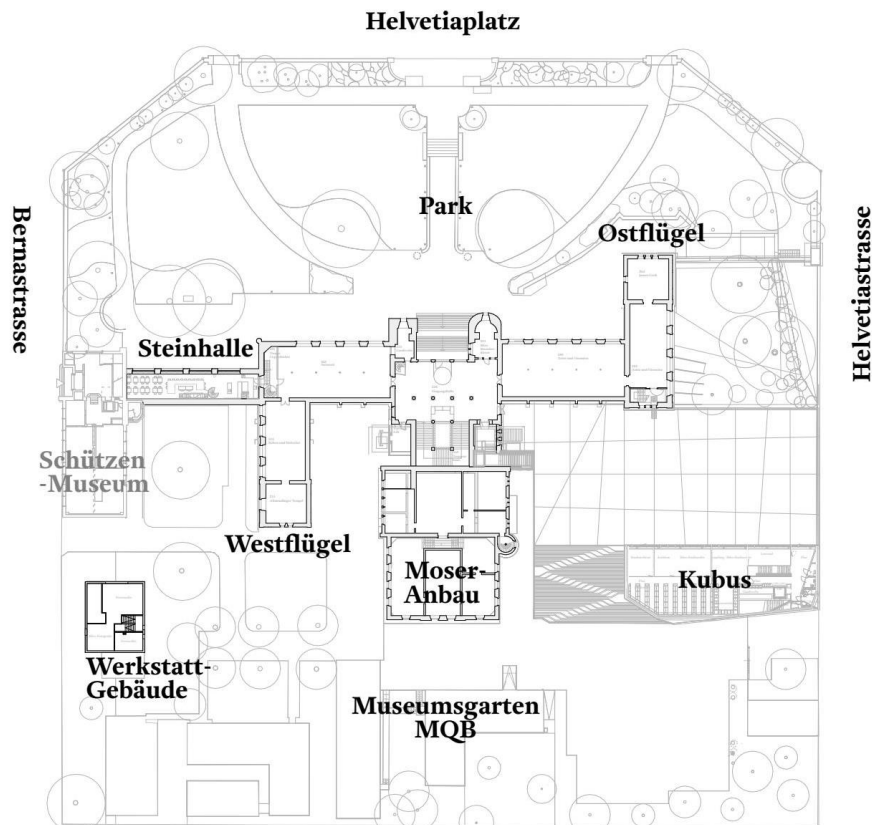 Helvetiaplatz
Park
Bernastrasse
Ostflügel
Helvetiastrasse
Steinhalle
Schützen
-Museum
Westflügel
Moser-
Anbau
Kubus
Werkstatt-
Gebäude
Museumsgarten
MQB